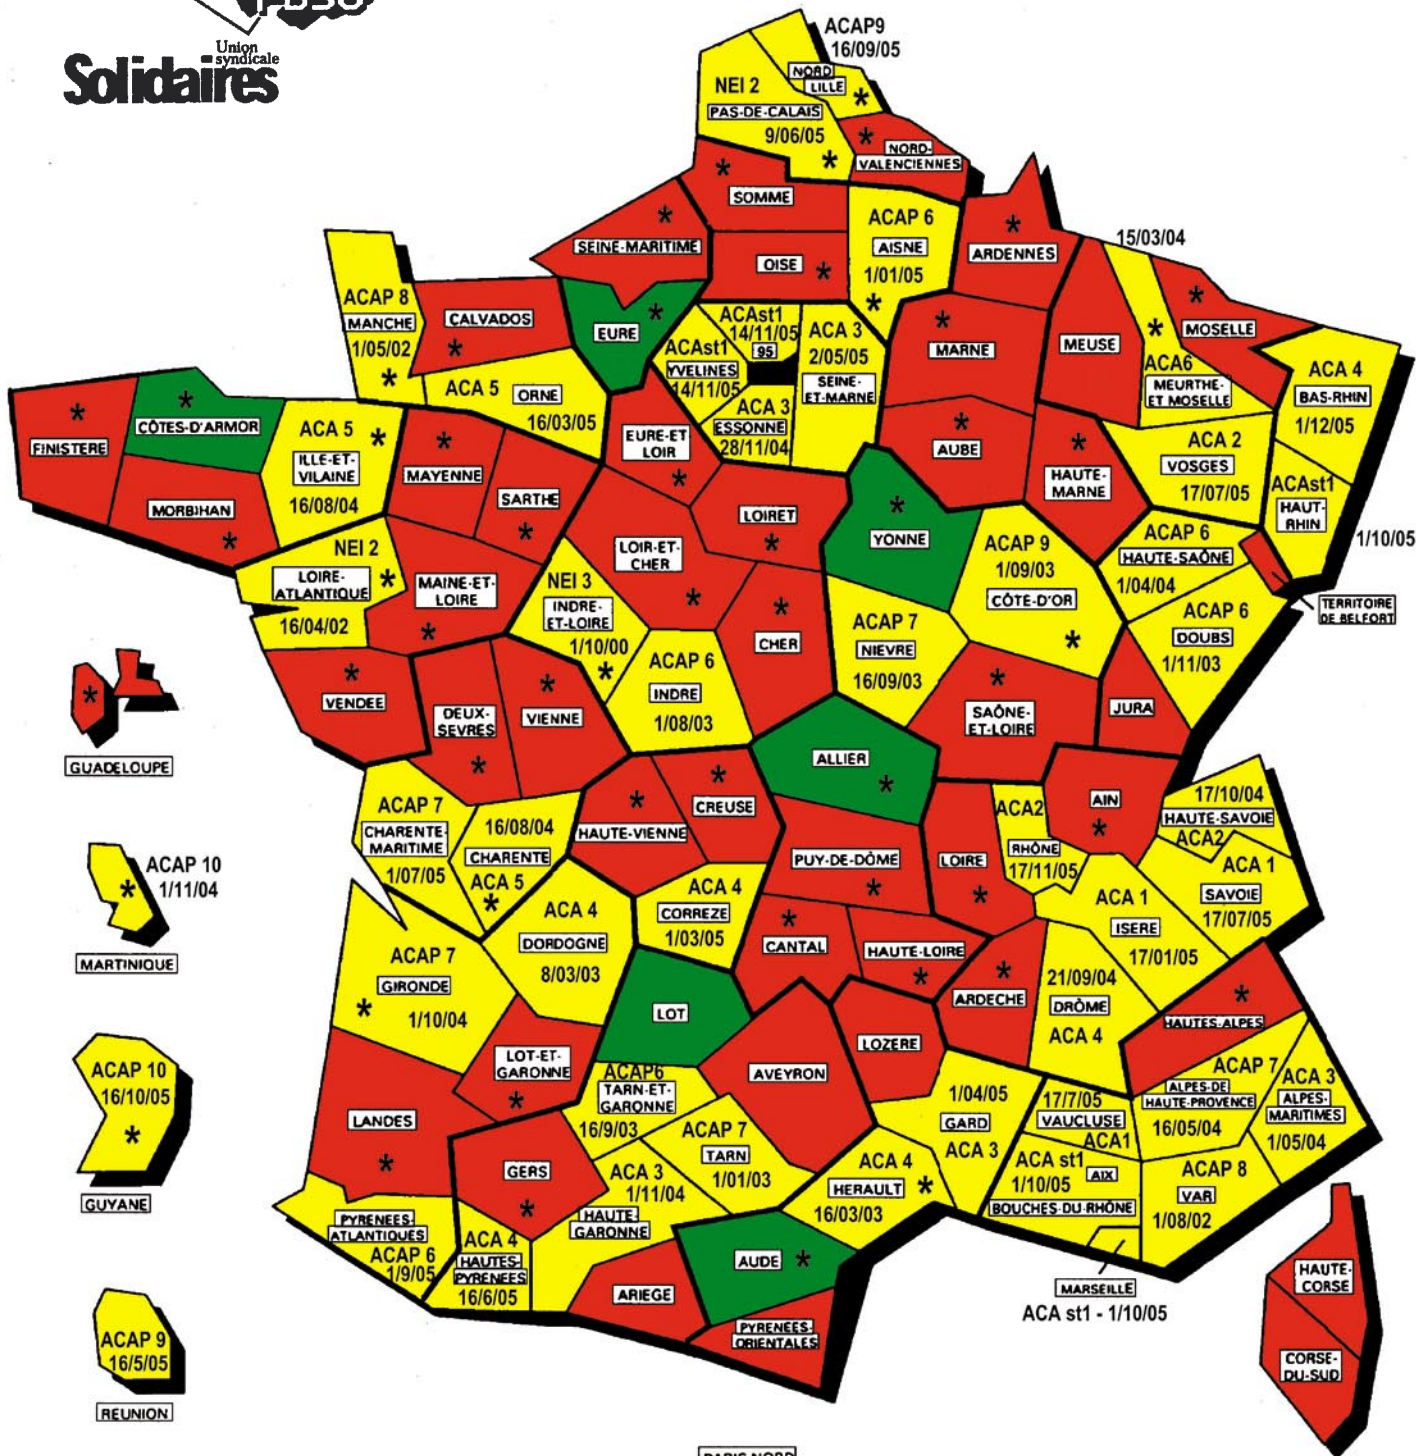 Union
syndicale
Solidaires
ACAP9
16/09/05
NORD
LILLE
*
NEI 2
PAS-DE-CALAIS
9/06/05
*
*
NORD-
VALENCIENNES
*
SOMME
ACAP 6
AISNE
1/01/05
*
*
SEINE-MARITIME
OISE *
*
ARDENNES
15/03/04
*
ACA6
MEURTHE-
ET MOSELLE
*
MOSELLE
ACAP 8
MANCHE
1/05/02
*
CALVADOS
*
EURE *
ACAst1
14/11/05
95
ACAst1
YVELINES
14/11/05
ACA 3
2/05/05
SEINE-
ET-MARNE
ACA 3
ESSONNE
28/11/04
*
MARNE
MEUSE
ACA 4
BAS-RHIN
1/12/05
ACA 5
ORNE
16/03/05
*
FINISTERE
*
CÔTES-D'ARMOR
ACA 5 *
ILLE-ET-
VILAINE
16/08/04
*
MAYENNE
SARTHE
*
EURE-ET
LOIR
*
*
AUBE
*
HAUTE-
MARNE
ACA 2
VOSGES
17/07/05
ACAst1
HAUT-
RHIN
1/10/05
MORBIHAN
*
LOIRET
*
*
YONNE
NEI 2
LOIRE-
ATLANTIQUE *
16/04/02
MAINE-ET-
LOIRE
*
LOIR-ET-
CHER
*
ACAP 9
1/09/03
CÔTE-D'OR
*
ACAP 6
HAUTE-SAÔNE
1/04/04
TERRITOIRE
DE BELFORT
NEI 3
INDRE-
ET-LOIRE
1/10/00
*
*
CHER
ACAP 7
NIEVRE
16/09/03
ACAP 6
DOUBS
1/11/03
*
GUADELOUPE
*
VENDEE
DEUX-
SEVRES
*
*
VIENNE
ACAP 6
INDRE
1/08/03
*
SAÔNE-
ET-LOIRE
JURA
ALLIER
*
ACAP 7
CHARENTE-
MARITIME
1/07/05
16/08/04
CHARENTE
ACA 5
*
*
HAUTE-VIENNE
*
CREUSE
PUY-DE-DÔME
*
LOIRE
*
ACA2
RHÔNE
17/11/05
AIN
*
17/10/04
HAUTE-SAVOIE
ACA2
ACA 1
SAVOIE
17/07/05
ACAP 10
1/11/04
*
MARTINIQUE
ACA 4
DORDOGNE
8/03/03
ACA 4
CORREZE
1/03/05
*
CANTAL
HAUTE-LOIRE
*
ACA 1
ISERE
17/01/05
ACAP 7
GIRONDE
* 1/10/04
LOT
*
ARDECHE
21/09/04
DRÔME
ACA 4
*
HAUTES-ALPES
ACAP 10
16/10/05
*
GUYANE
LANDES
*
LOT-ET-
GARONNE
*
ACAP6
TARN-ET-
GARONNE
16/9/03
AVEYRON
LOZERE
1/04/05
GARD
ACA 3
17/7/05
VAUCLUSE
ACA1
ACAP 7
ALPES-DE
HAUTE-PROVENCE
16/05/04
ACA 3
ALPES-
MARITIMES
1/05/04
GERS
*
ACAP 7
TARN
1/01/03
ACA 4
HERAULT *
16/03/03
ACA st1
1/10/05 AIX
BOUCHES-DU-RHÔNE
ACAP 8
VAR
1/08/02
PYRENEES-
ATLANTIQUES
ACAP 6
1/9/05
ACA 4
HAUTES-
PYRENEES
16/6/05
ACA 3
1/11/04
HAUTE-
GARONNE
ARIEGE
AUDE *
PYRENEES-
ORIENTALES
MARSEILLE
ACA st1 - 1/10/05
HAUTE-
CORSE
CORSE-
DU-SUD
ACAP 9
16/5/05
REUNION
PARIS NORD